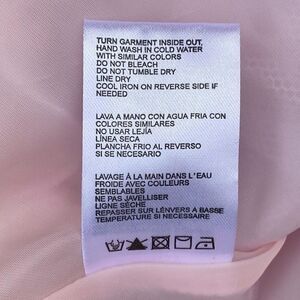 TURN GARMENT INSIDE OUT,
HAND WASH IN COLD WATER
WITH SIMILAR COLORS
DO NOT BLEACH
DO NOT TUMBLE DRY
LINE DRY
COOL IRON ON REVERSE SIDE IF
NEEDED
LAVA A MANO CON AGUA FRIA CON
COLORES SIMILARES
NO USAR LEJÍA
LÍNEA SECA
PLANCHA FRIO AL REVERSO
SI SE NECESARIO
LAVAGE À LA MAIN DANS L'EAU
FROIDE AVEC COULEURS
SEMBLABLES
NE PAS JAVELLISER
LIGNE SÈCHE
REPASSER SUR LÉNVERS A BASSE
TEMPERATURE SI NECESSAIRE